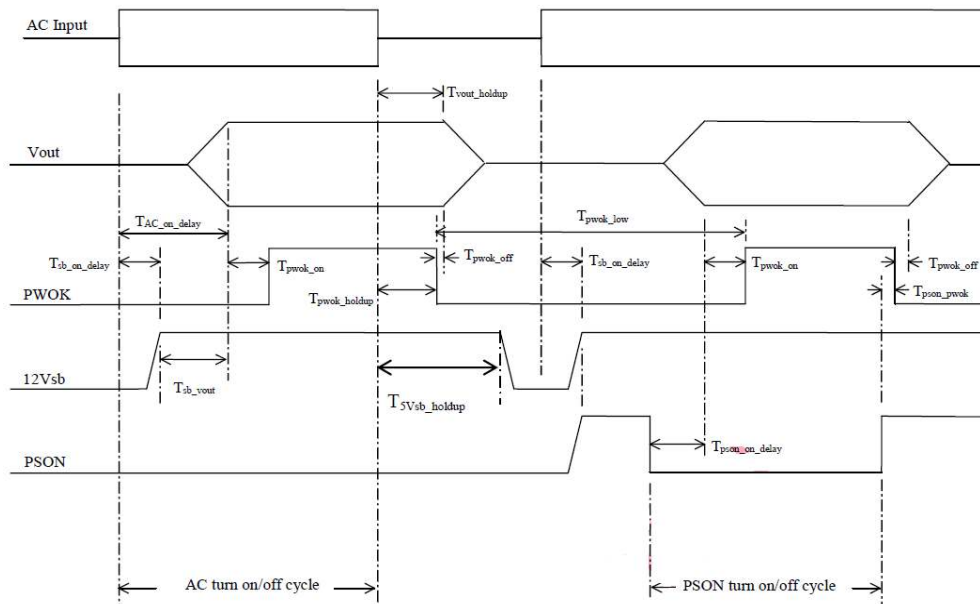 AC Input
Tvout_holdup
Vout
TAC_on_delay
Tpwok_low
Tsb_on_delay
Tpwok_on
Tpwok_off
Tsb_on_delay
Tpwok_on
Tpwok_off
PWOK
Tpwok_holdup
Tpson_pwok
12Vsb
Tsb_vout
T5Vsb_holdup
PSON
Tpson_on_delay
AC turn on/off cycle
PSON turn on/off cycle